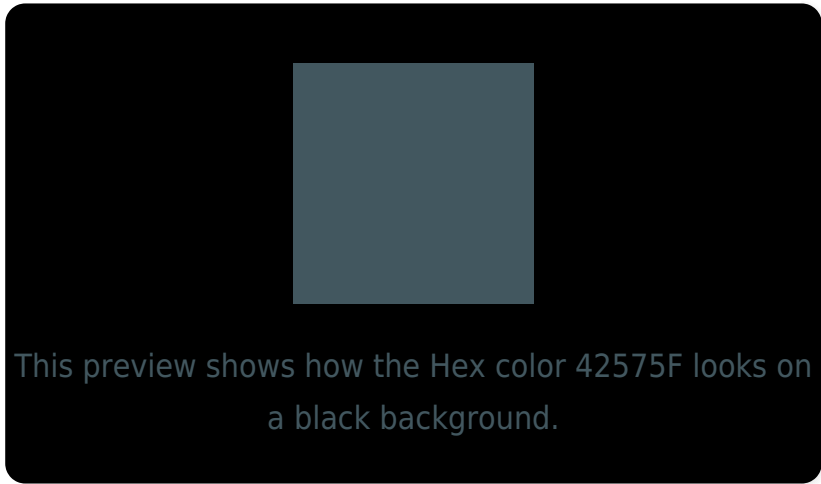 This preview shows how the Hex color 42575F looks on
a black background.